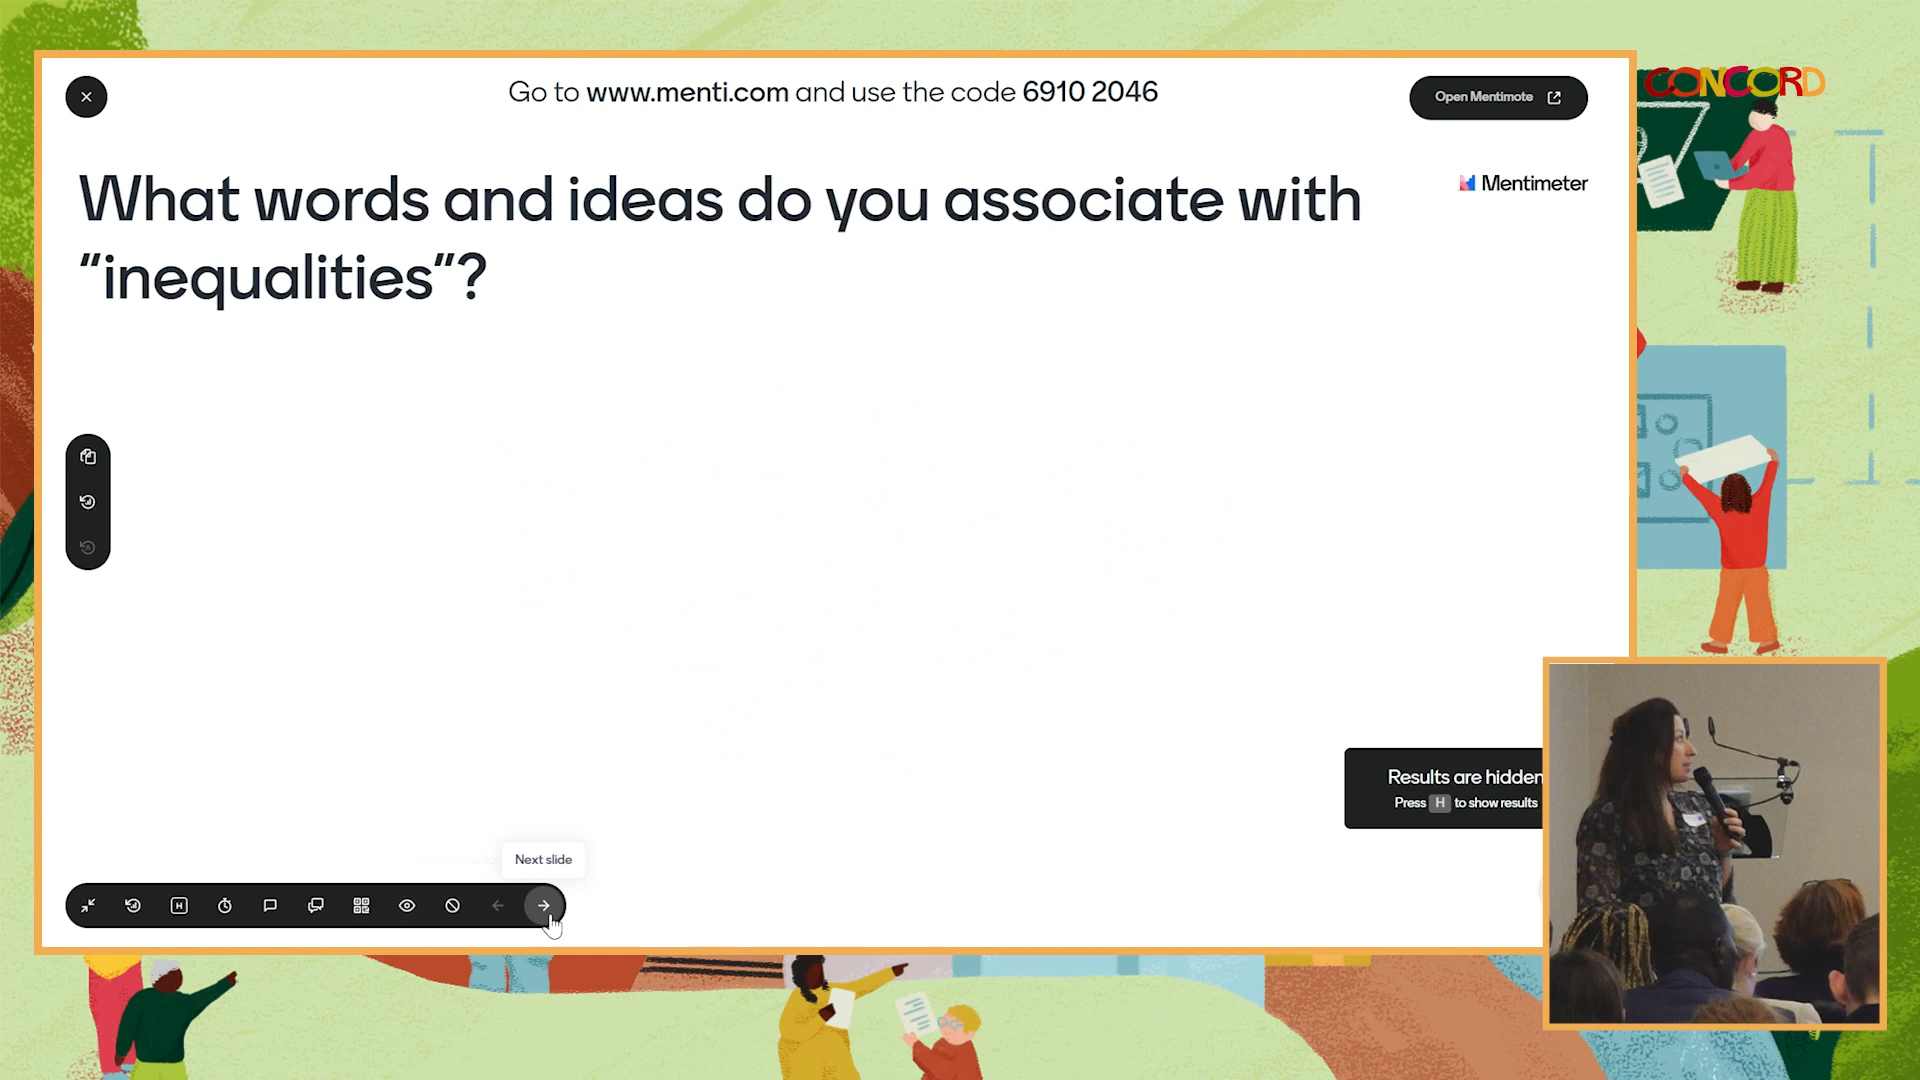 Go to www.menti.com and use the code 6910 2046
Open Mentimote
CONCORD
What words and ideas do you associate with
"inequalities"?
Mentimeter
Results are hidden
Press H to show results
Next slide
H